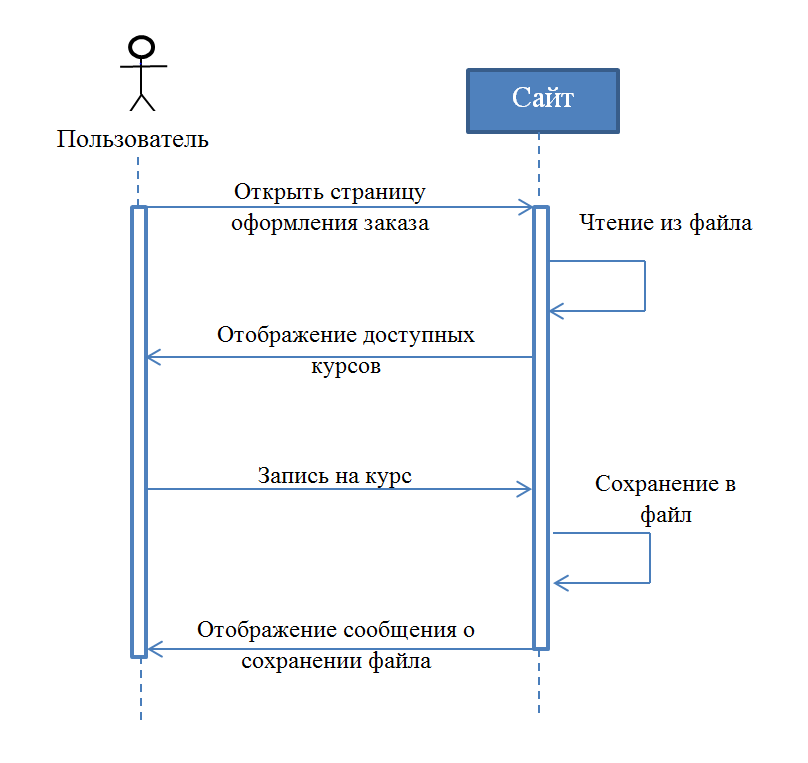 Сайт
Пользователь
Открыть страницу
оформления заказа
Чтение из файла
Отображение доступных
курсов
Запись на курс
Сохранение в
файл
Отображение сообщения о
сохранении файла